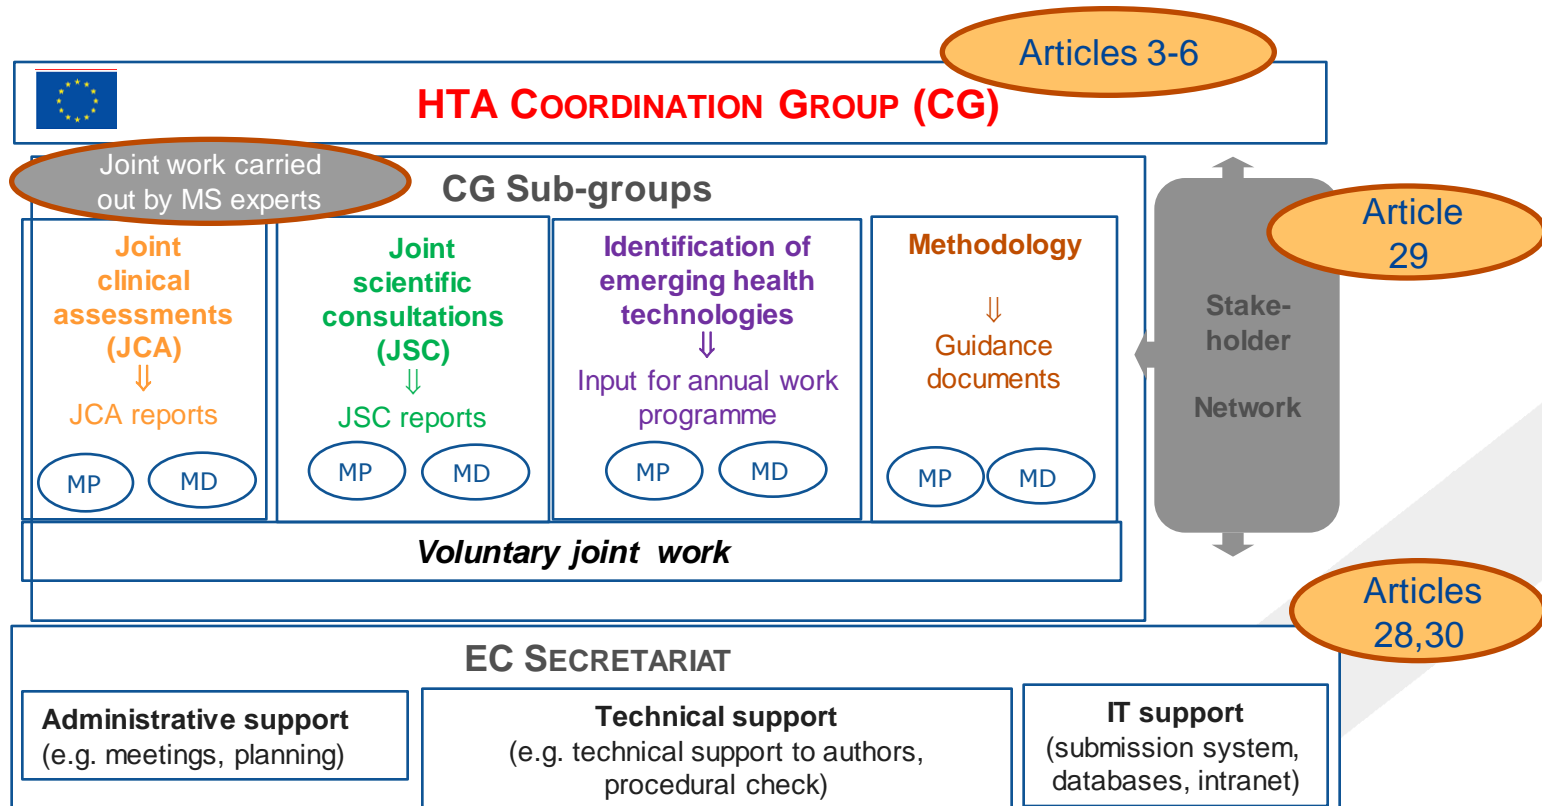 Articles 3-6
HTA COORDINATION GROUP (CG)
Joint work carried
out by MS experts
CG Sub-groups
Joint
clinical
assessments
(JCA)
⇓
JCA reports
MP
MD
Joint
scientific
consultations
(JSC)
⇓
JSC reports
MP
MD
Identification of
emerging health
technologies
⇓
Input for annual work
programme
MP
MD
Methodology
⇓
Guidance
documents
MP
MD
Voluntary joint work
Article
29
Stake-
holder
Network
Articles
28,30
EC SECRETARIAT
Administrative support
(e.g. meetings, planning)
Technical support
(e.g. technical support to authors,
procedural check)
IT support
(submission system,
databases, intranet)